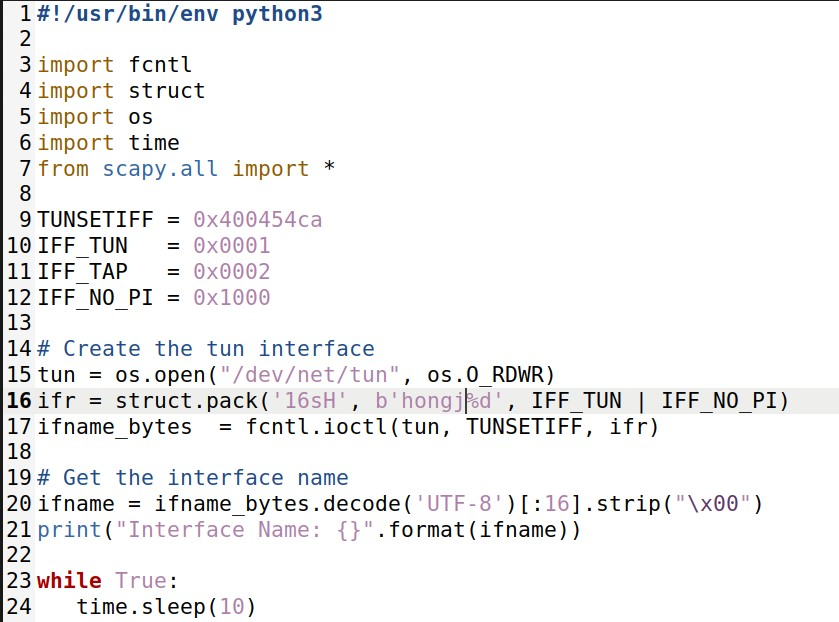 1 #!/usr/bin/env python3
2
3 import fcntl
4 import struct
5 import os
6 import time
7 from scapy.all import *
8
9 TUNSETIFF = 0x400454ca
10 IFF_TUN   = 0x0001
11 IFF_TAP   = 0x0002
12 IFF_NO_PI = 0x1000
13
14 # Create the tun interface
15 tun = os.open("/dev/net/tun", os.O_RDWR)
16 ifr = struct.pack('16sH', b'hongj%d', IFF_TUN | IFF_NO_PI)
17 ifname_bytes  = fcntl.ioctl(tun, TUNSETIFF, ifr)
18
19 # Get the interface name
20 ifname = ifname_bytes.decode('UTF-8')[:16].strip("\x00")
21 print("Interface Name: {}".format(ifname))
22
23 while True:
24    time.sleep(10)